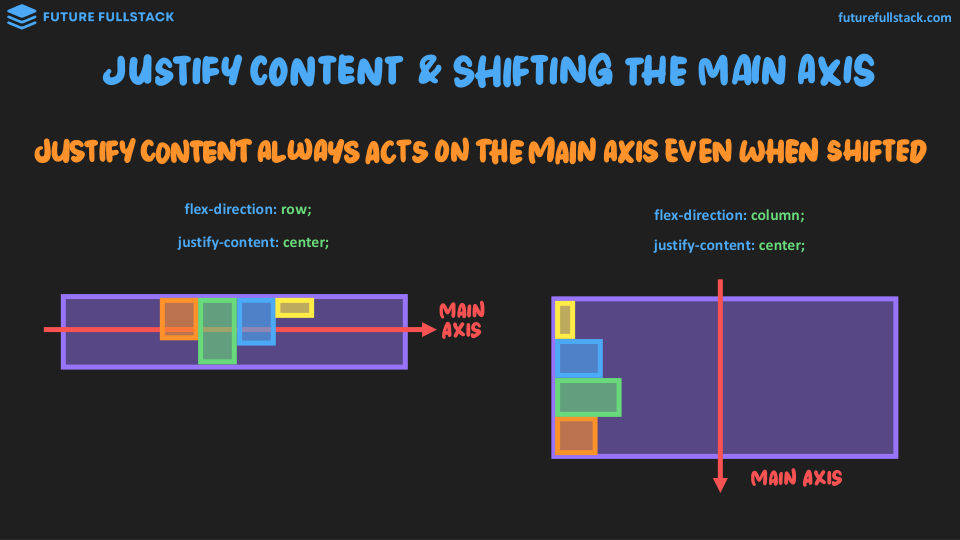 FUTURE FULLSTACK
futurefullstack.com
JUSTIFY CONTENT & SHIFTING THE MAIN AXIS
JUSTIFY CONTENT ALWAYS ACTS ON THE MAIN AXIS EVEN WHEN SHIFTED
flex-direction: row;
justify-content: center;
MAIN
AXIS
flex-direction: column;
justify-content: center;
MAIN AXIS